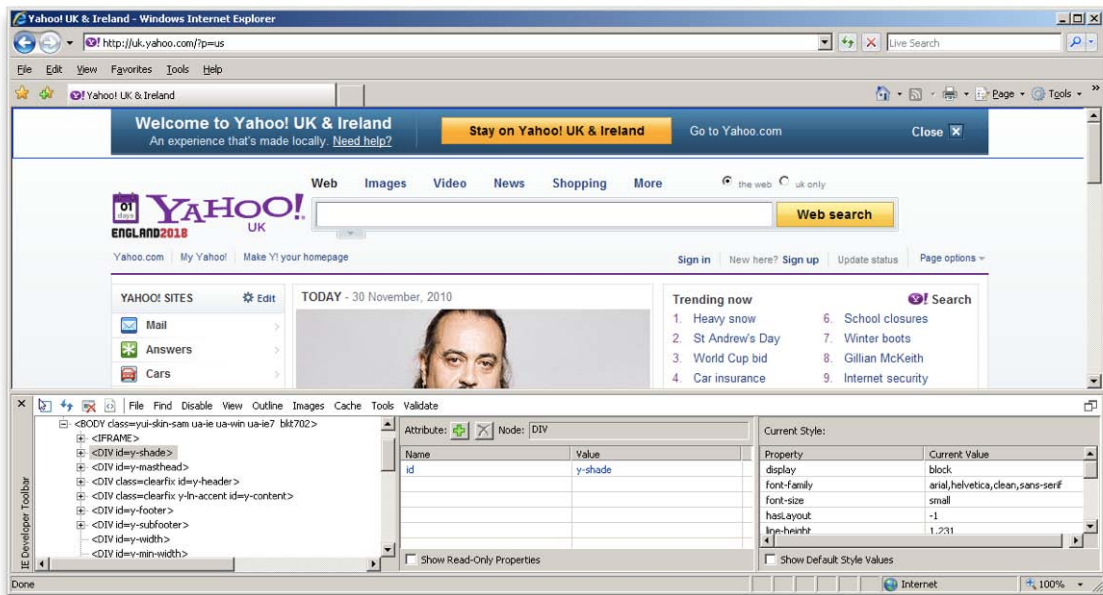 Yahoo! UK & Ireland - Windows Internet Explorer
http://uk.yahoo.com/?p=us
Live Search
File Edit View Favorites Tools Help
Yahoo! UK & Ireland
Page Tools »
Welcome to Yahoo! UK & Ireland
An experience that's made locally. Need help?
Stay on Yahoo! UK & Ireland
Go to Yahoo.com
Close
Web Images Video News Shopping More
the web uk only
01
days
YAHOO!
UK
ENGLAND2018
Web search
Yahoo.com My Yahoo! Make Y! your homepage
Sign in New here? Sign up Update status Page options
YAHOO! SITES Edit
Mail
Answers
Cars
TODAY - 30 November, 2010
Trending now
Y! Search
1. Heavy snow
2. St Andrew's Day
3. World Cup bid
4. Car insurance
6. School closures
7. Winter boots
8. Gillian McKeith
9. Internet security
File Find Disable View Outline Images Cache Tools Validate
IE Developer Toolbar
<BODY class=yui-skin-sam ua-ie ua-win ua-ie7 bkt702>
<IFRAME>
<DIV id=y-shade>
<DIV id=y-masthead>
<DIV class=clearfix id=y-header>
<DIV class=clearfix y-ln-accent id=y-content>
<DIV id=y-footer>
<DIV id=y-subfooter>
<DIV id=y-width>
<DIV id=y-min-width>
Attribute: Node: DIV
Name Value
id y-shade
Show Read-Only Properties
Current Style:
Property Current Value
display block
font-family arial,helvetica,clean,sans-serif
font-size small
hasLayout -1
line-height 1.231
Show Default Style Values
Done
Internet
100%